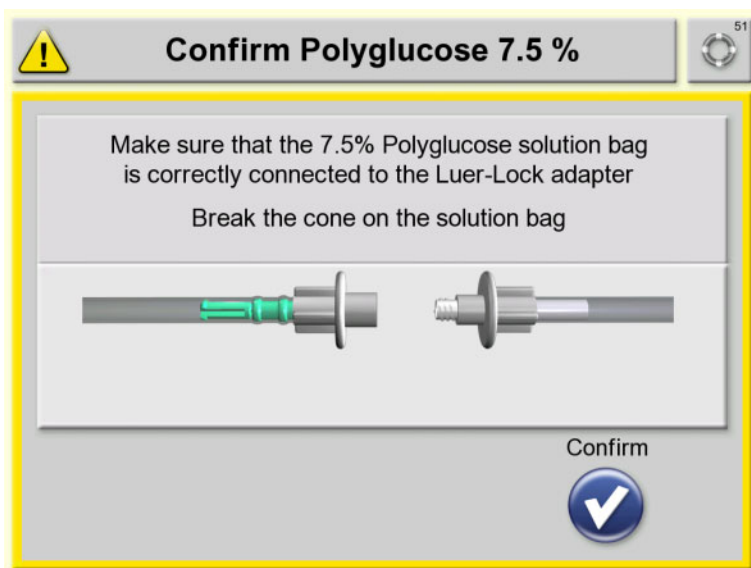 Confirm Polyglucose 7.5 %
51
Make sure that the 7.5% Polyglucose solution bag
is correctly connected to the Luer-Lock adapter
Break the cone on the solution bag
Confirm